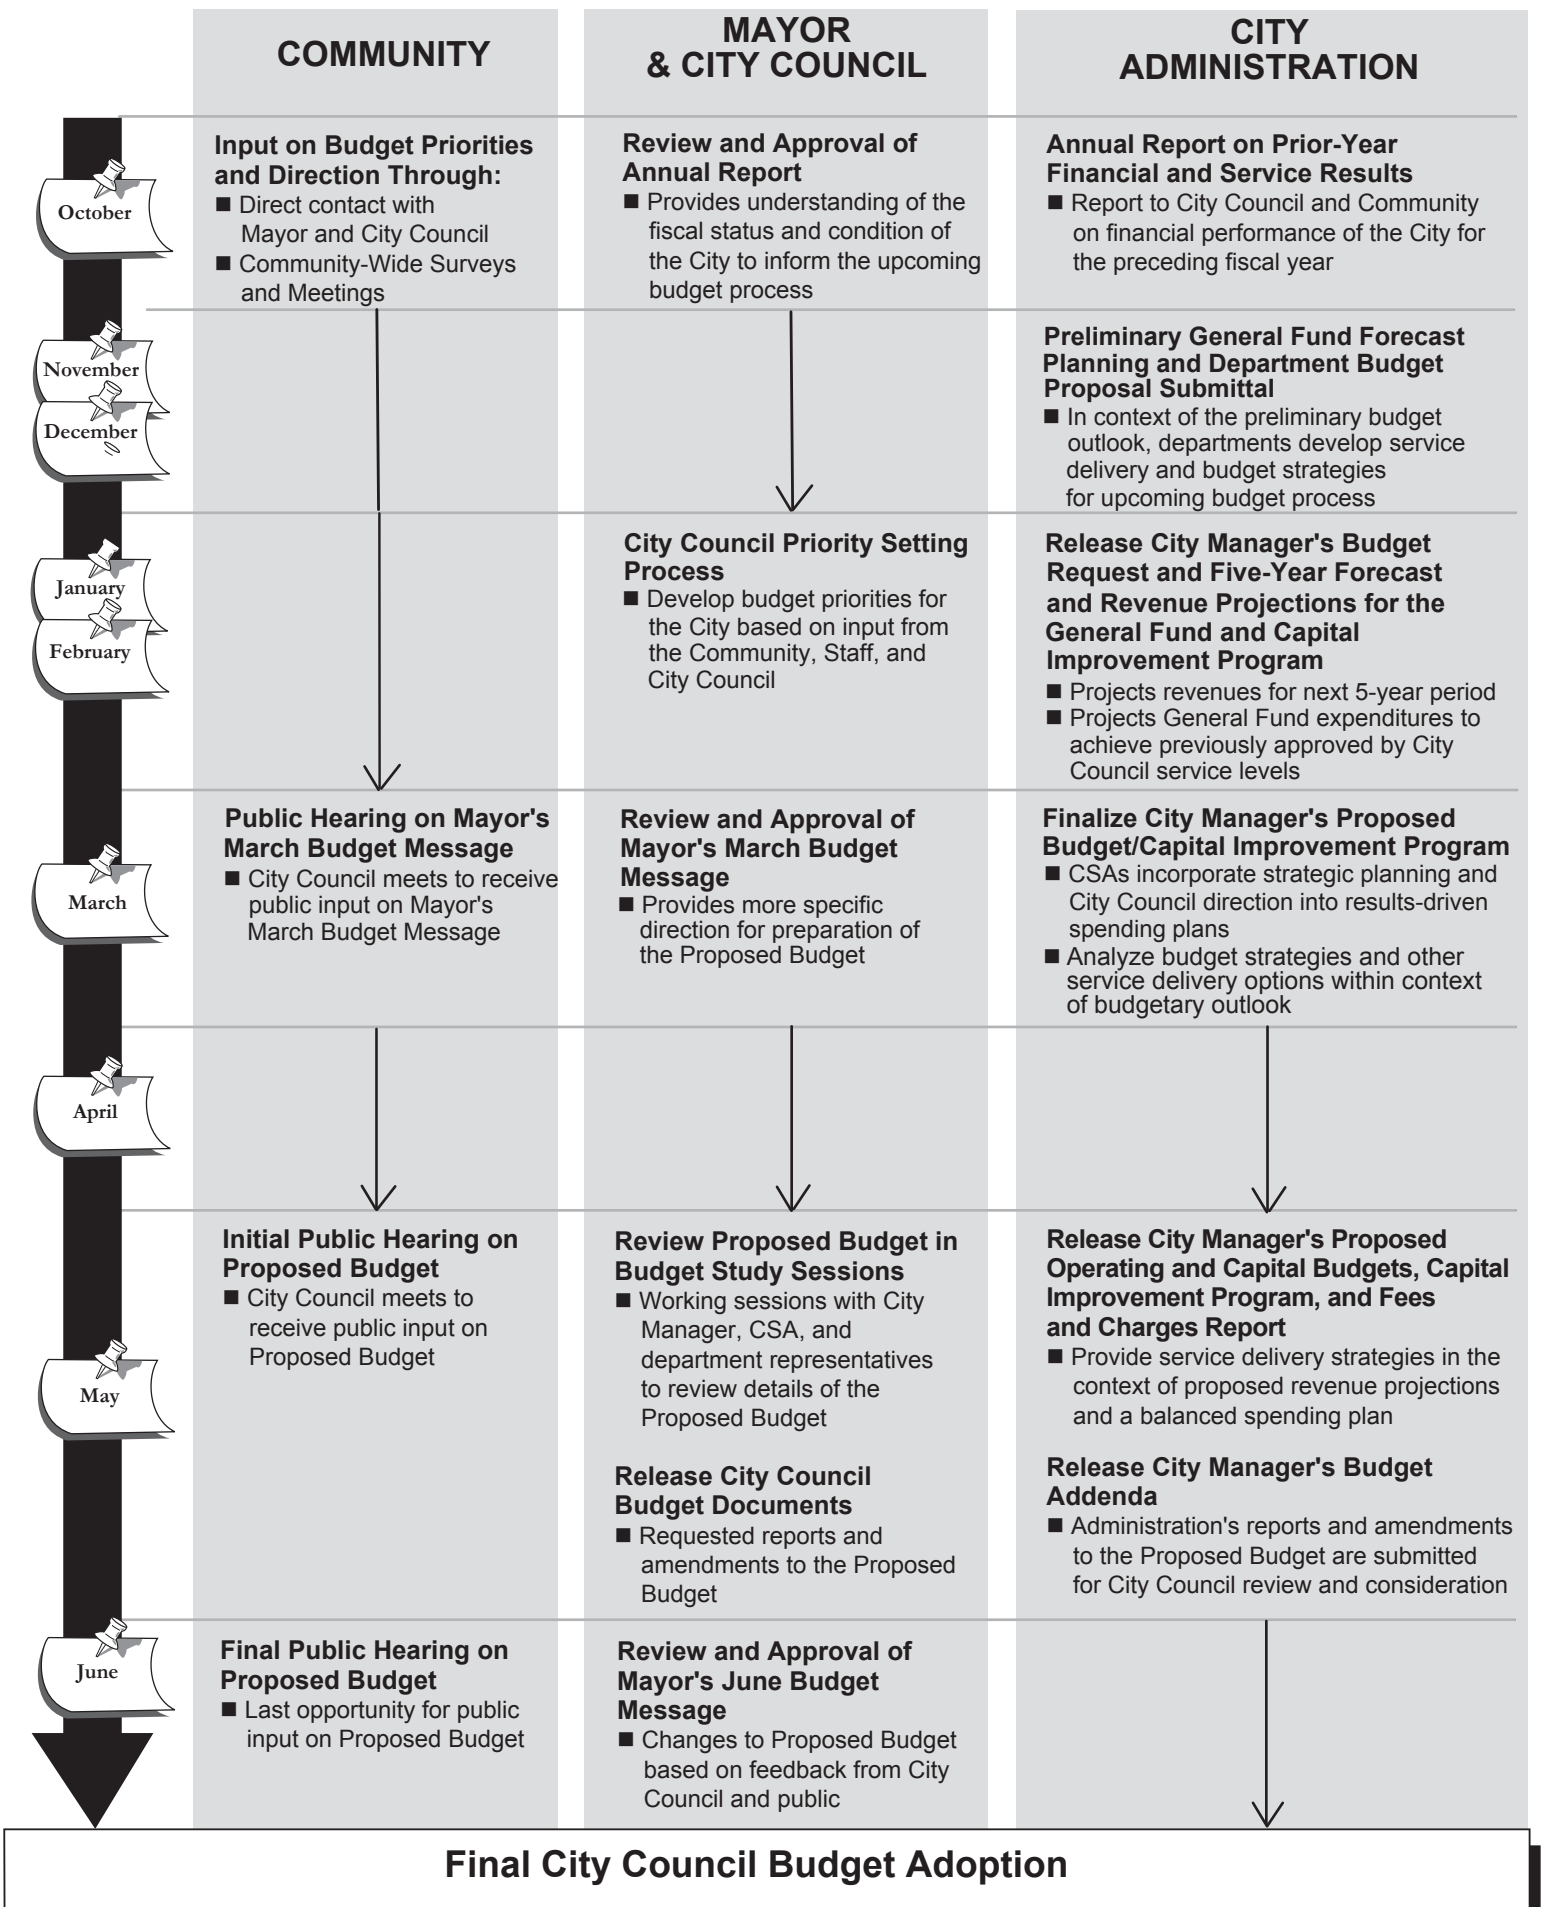 COMMUNITY
MAYOR
& CITY COUNCIL
CITY
ADMINISTRATION
October
Input on Budget Priorities
and Direction Through:
■ Direct contact with
Mayor and City Council
■ Community-Wide Surveys
and Meetings
Review and Approval of
Annual Report
■ Provides understanding of the
fiscal status and condition of
the City to inform the upcoming
budget process
Annual Report on Prior-Year
Financial and Service Results
■ Report to City Council and Community
on financial performance of the City for
the preceding fiscal year
November
December
Preliminary General Fund Forecast
Planning and Department Budget
Proposal Submittal
■ In context of the preliminary budget
outlook, departments develop service
delivery and budget strategies
for upcoming budget process
January
February
City Council Priority Setting
Process
■ Develop budget priorities for
the City based on input from
the Community, Staff, and
City Council
Release City Manager's Budget
Request and Five-Year Forecast
and Revenue Projections for the
General Fund and Capital
Improvement Program
■ Projects revenues for next 5-year period
■ Projects General Fund expenditures to
achieve previously approved by City
Council service levels
March
Public Hearing on Mayor's
March Budget Message
■ City Council meets to receive
public input on Mayor's
March Budget Message
Review and Approval of
Mayor's March Budget
Message
■ Provides more specific
direction for preparation of
the Proposed Budget
Finalize City Manager's Proposed
Budget/Capital Improvement Program
■ CSAs incorporate strategic planning and
City Council direction into results-driven
spending plans
■ Analyze budget strategies and other
service delivery options within context
of budgetary outlook
April
May
Initial Public Hearing on
Proposed Budget
■ City Council meets to
receive public input on
Proposed Budget
Review Proposed Budget in
Budget Study Sessions
■ Working sessions with City
Manager, CSA, and
department representatives
to review details of the
Proposed Budget
Release City Council
Budget Documents
■ Requested reports and
amendments to the Proposed
Budget
Release City Manager's Proposed
Operating and Capital Budgets, Capital
Improvement Program, and Fees
and Charges Report
■ Provide service delivery strategies in the
context of proposed revenue projections
and a balanced spending plan
Release City Manager's Budget
Addenda
■ Administration's reports and amendments
to the Proposed Budget are submitted
for City Council review and consideration
June
Final Public Hearing on
Proposed Budget
■ Last opportunity for public
input on Proposed Budget
Review and Approval of
Mayor's June Budget
Message
■ Changes to Proposed Budget
based on feedback from City
Council and public
Final City Council Budget Adoption